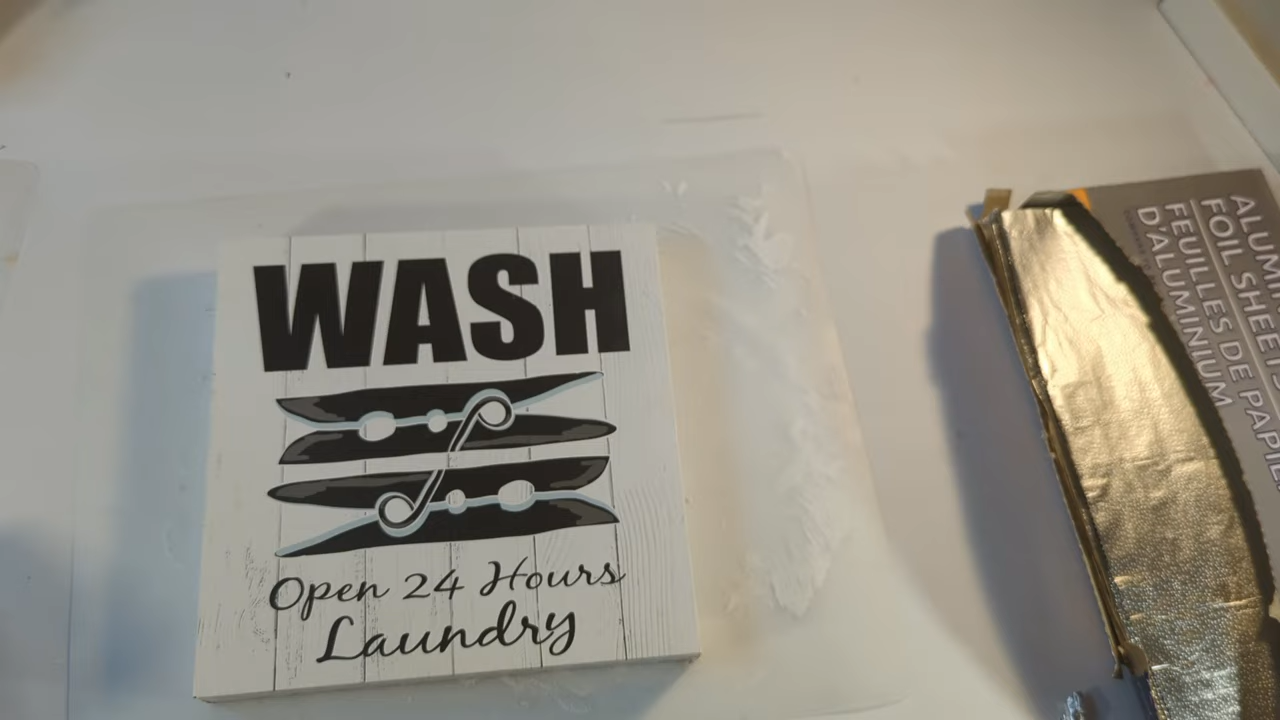 WASH
Open 24 Hours
Laundry
FOIL SHEETS
FEUILLES DE PAPIER
D'ALUMINIUM